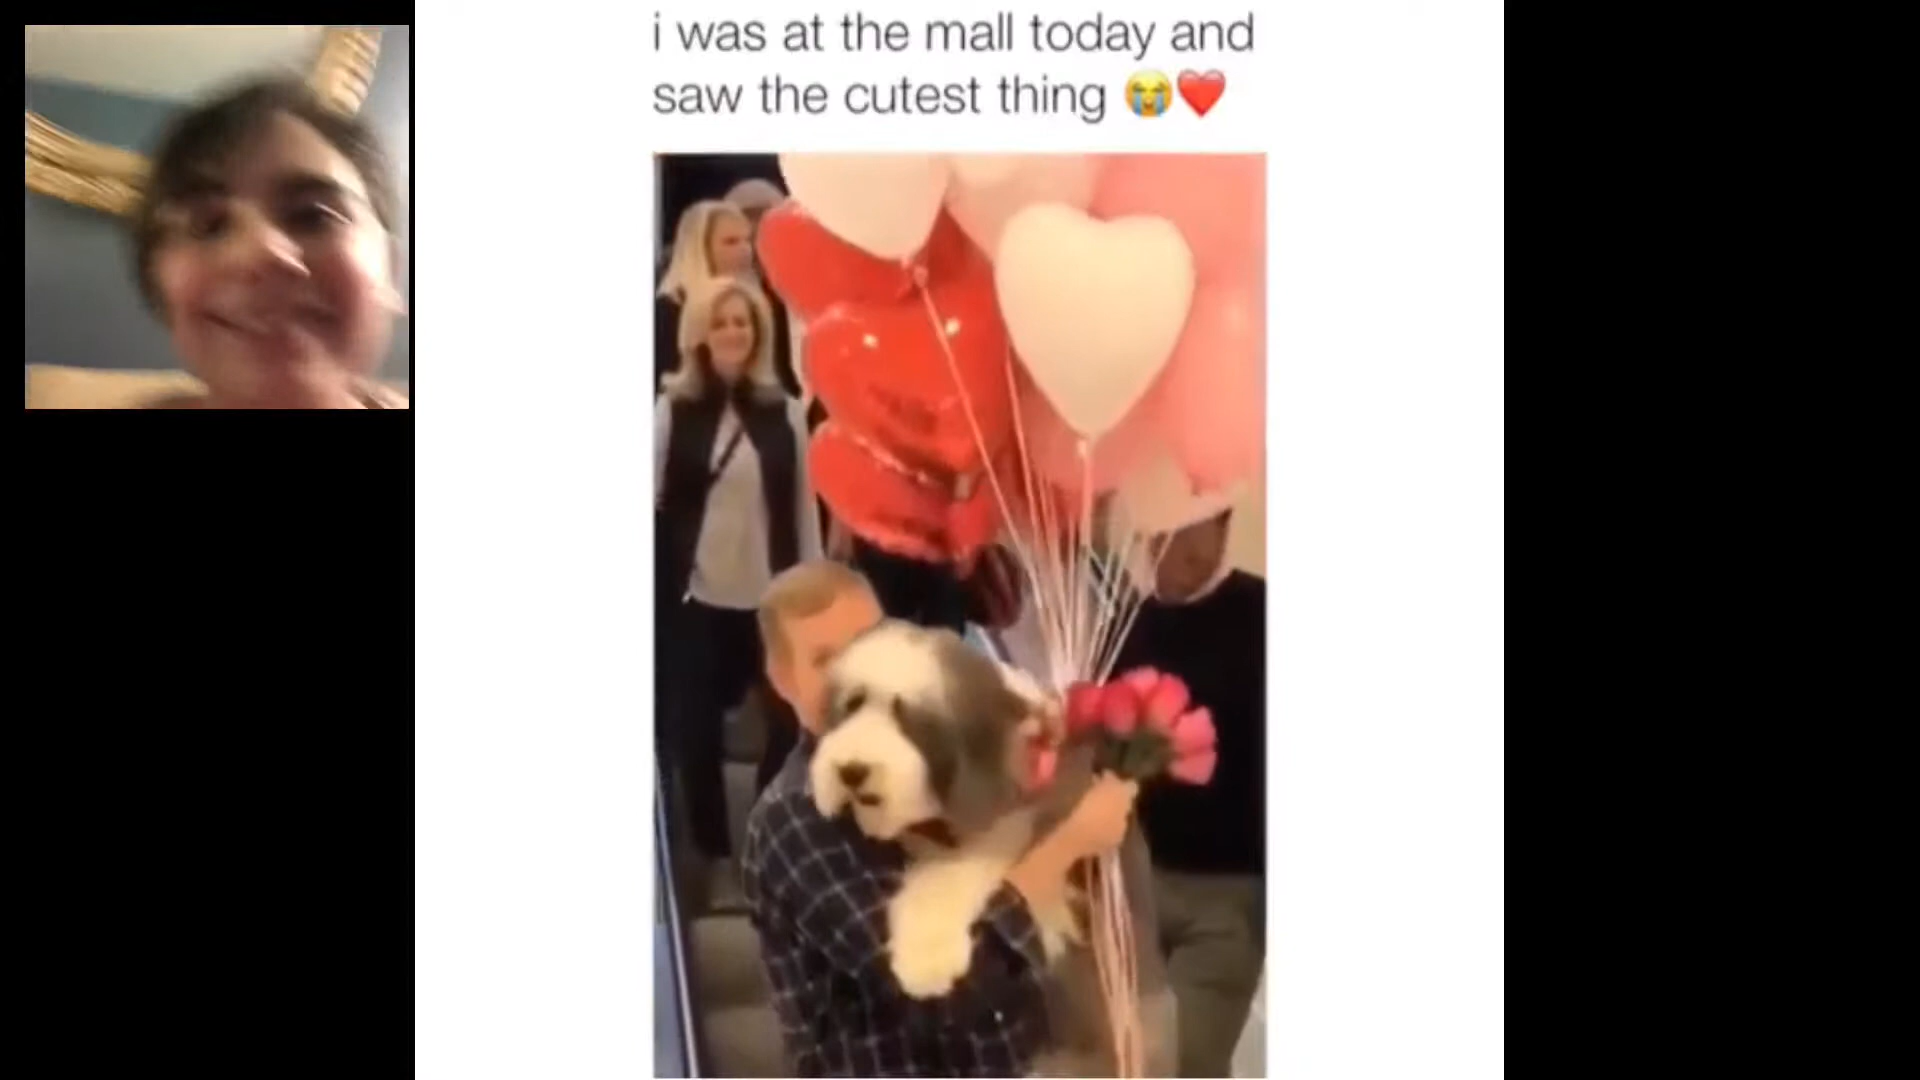 i was at the mall today and
saw the cutest thing 😭❤️